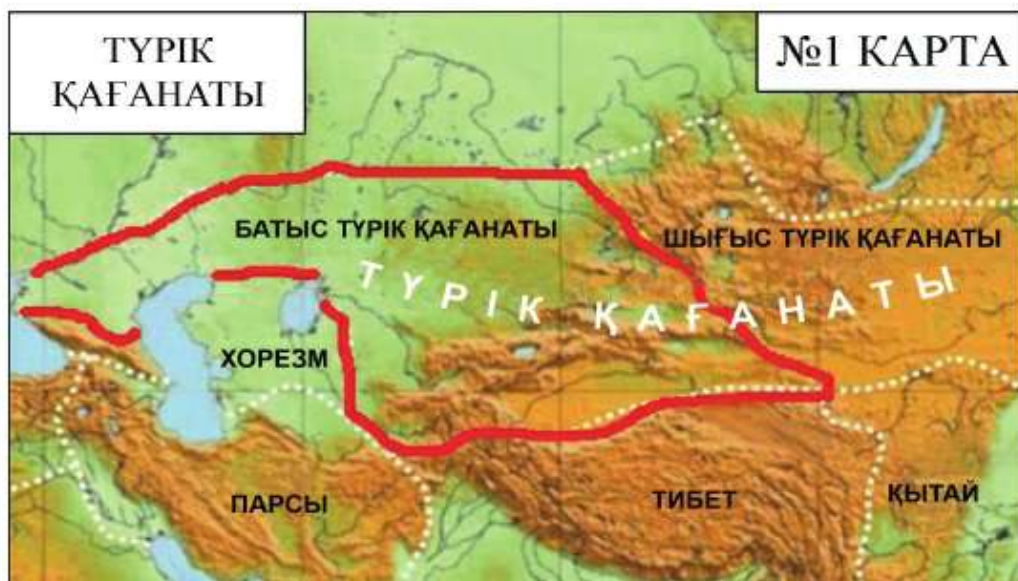 ТҮРІК
ҚАҒАНАТЫ
№1 КАРТА
БАТЫС ТҮРІК ҚАҒАНАТЫ
ШЫҒЫС ТҮРІК ҚАҒАНАТЫ
ТҮРІК ҚАҒАНАТЫ
ХОРЕЗМ
ПАРСЫ
ТИБЕТ
ҚЫТАЙ